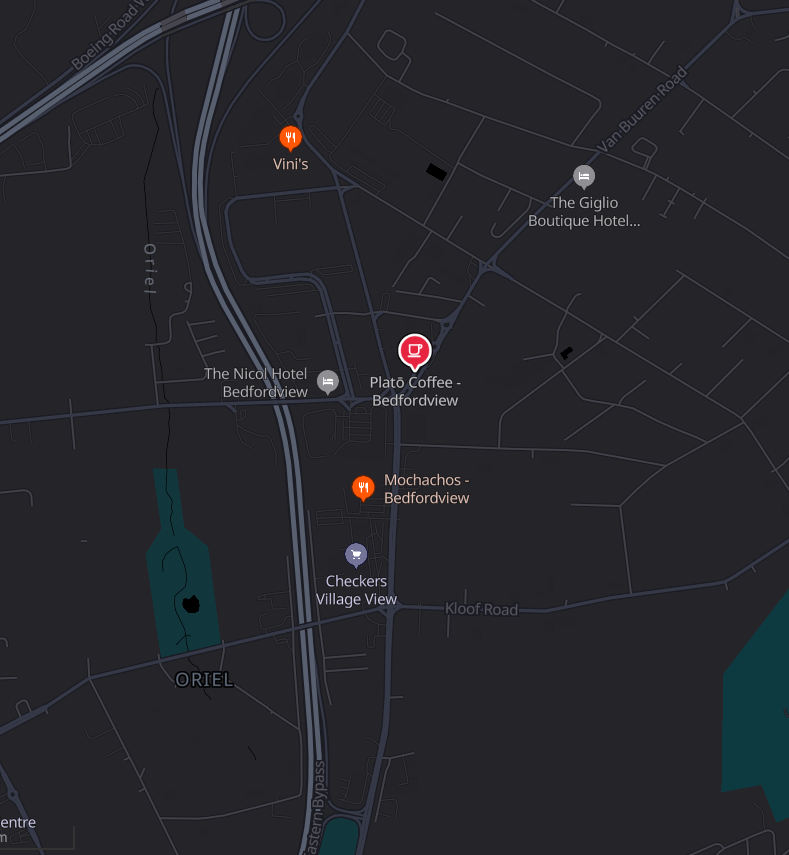 Boeing Road
Vini's
Van Buuren Road
The Giglio
Boutique Hotel...
Oriel
The Nicol Hotel
Bedfordview
Platō Coffee -
Bedfordview
Mochachos -
Bedfordview
Checkers
Village View
Kloof Road
ORIEL
astern Bypass
entre
m